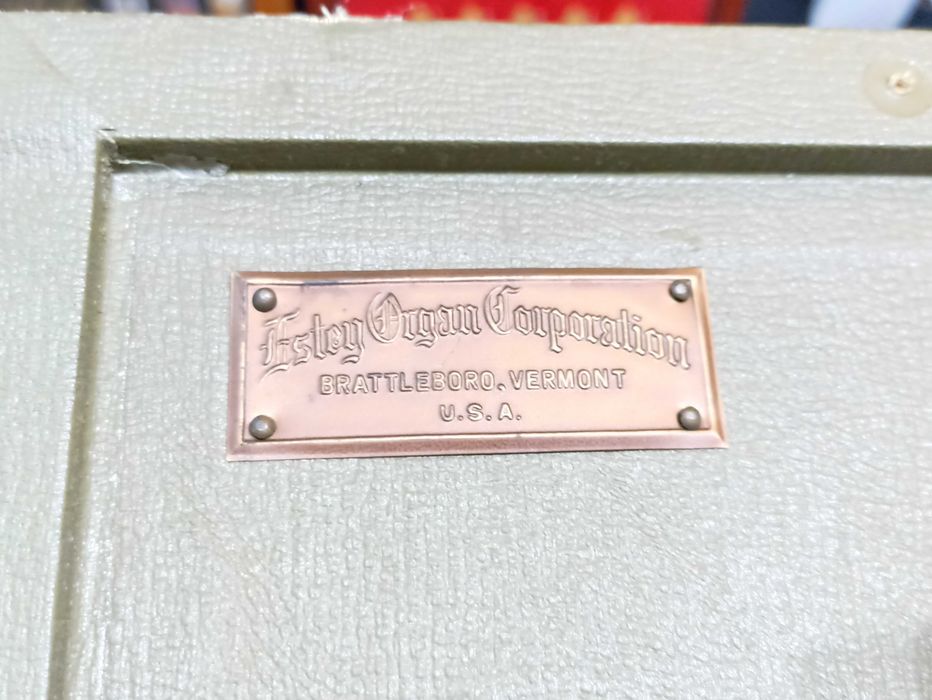 Estey Organ Corporation
BRATTLEBORO, VERMONT
U.S.A.